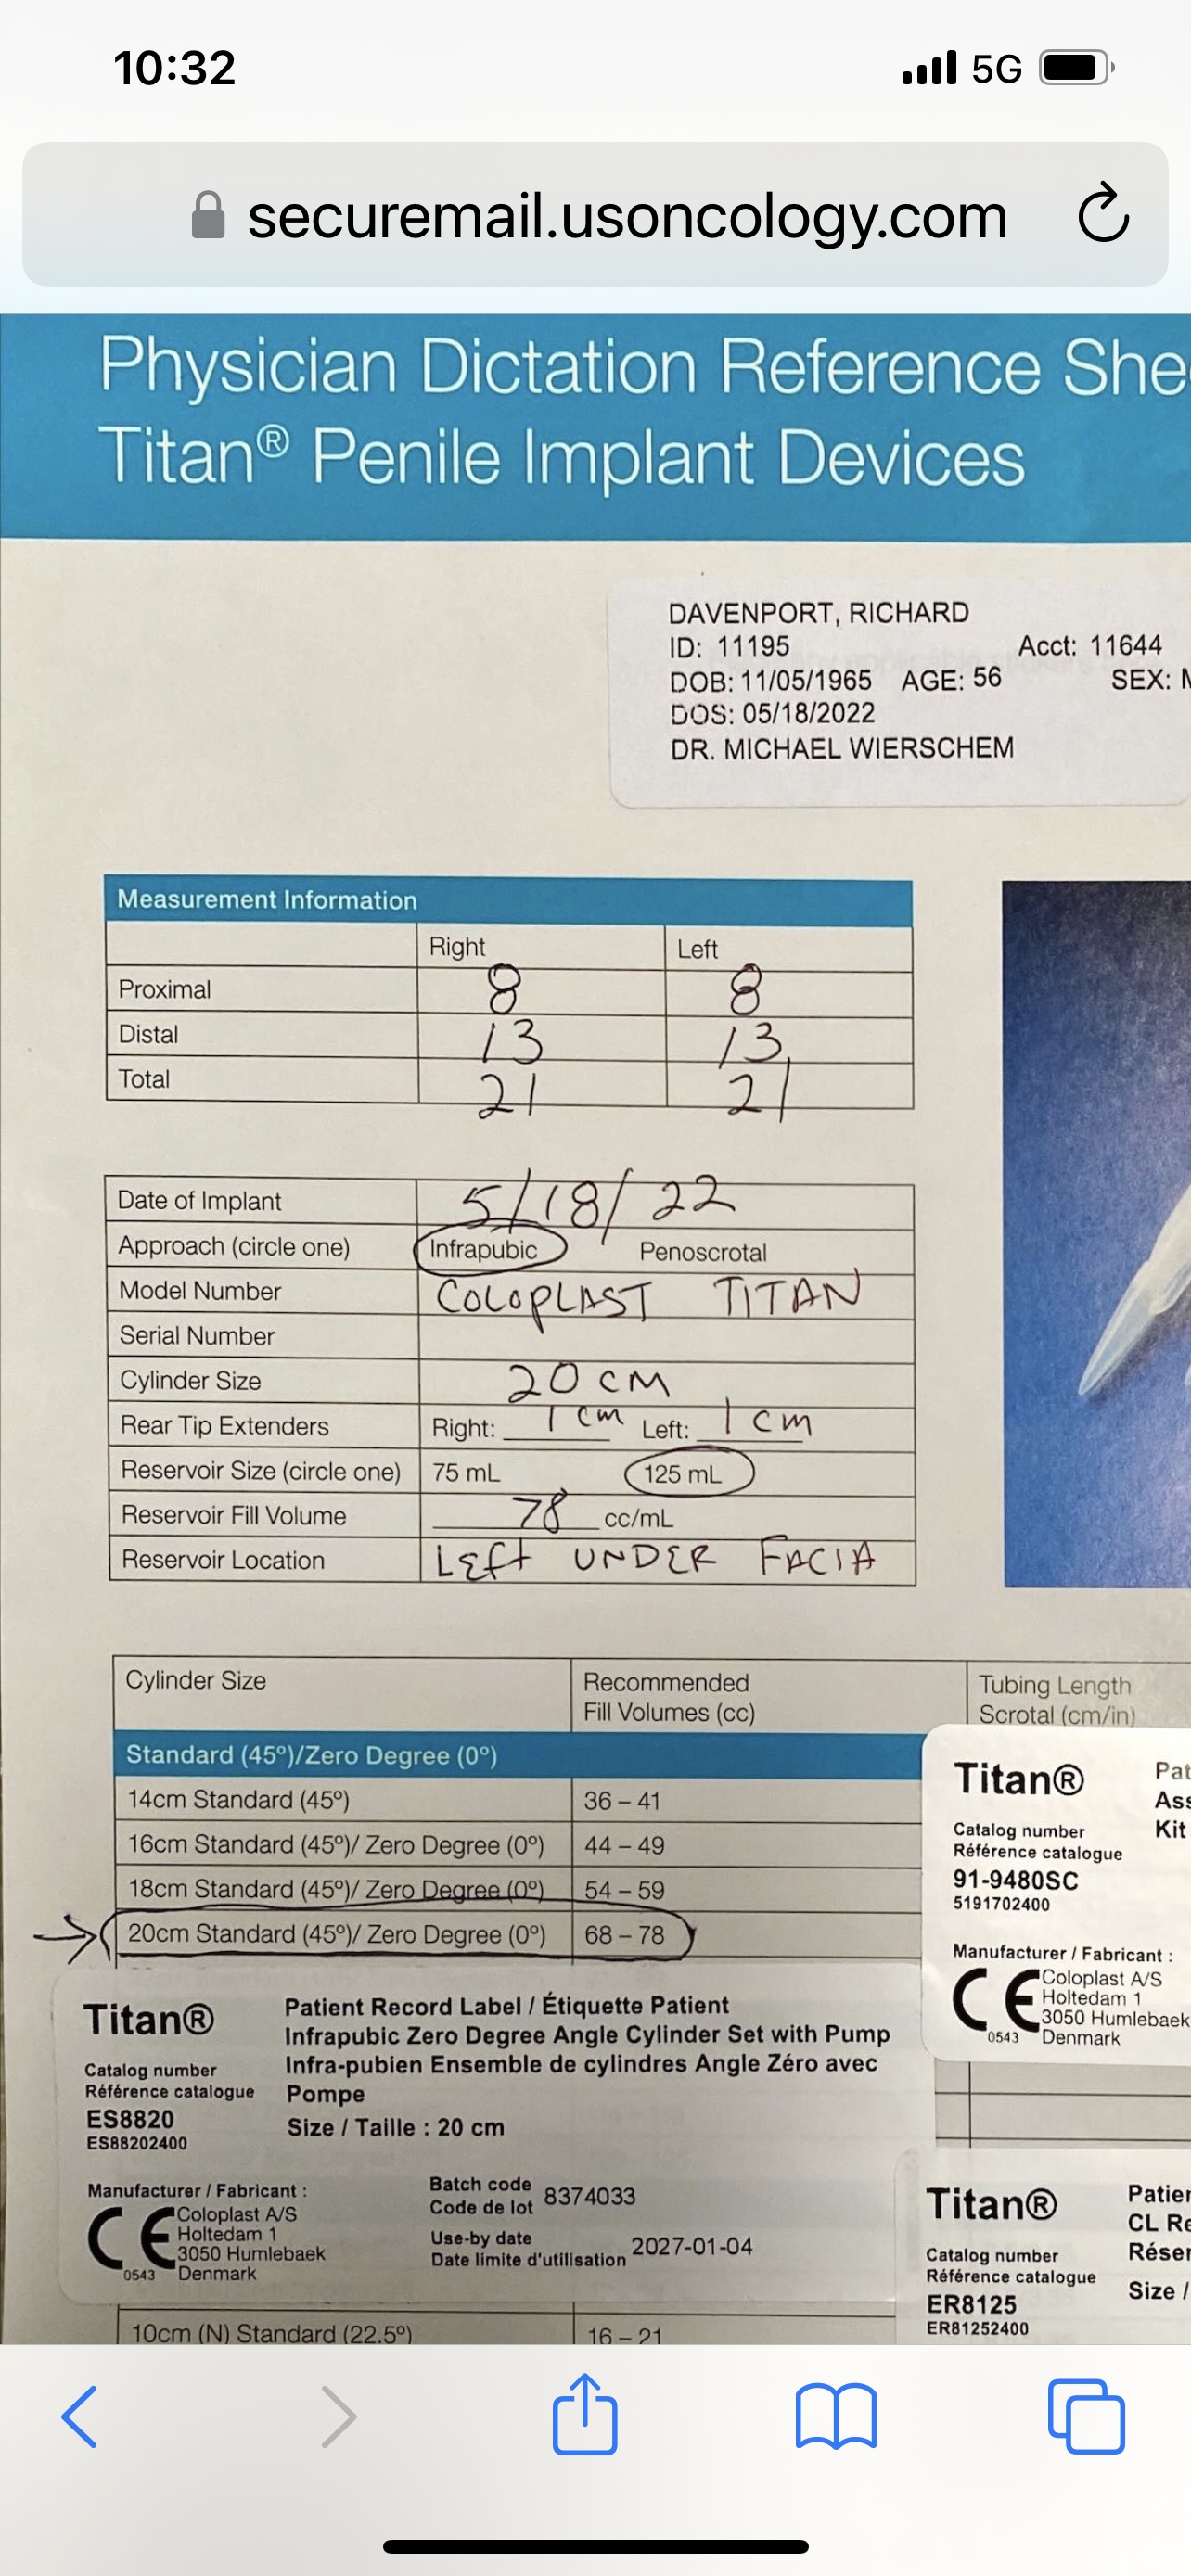 10:32 5G
securemail.usoncology.com
Physician Dictation Reference She
Titan® Penile Implant Devices
DAVENPORT, RICHARD
ID: 11195 Acct: 11644
DOB: 11/05/1965 AGE: 56 SEX: M
DOS: 05/18/2022
DR. MICHAEL WIERSCHEM
Measurement Information
Right Left
Proximal 8 8
Distal 13 13
Total 21 21
Date of Implant 5/18/22
Approach (circle one) Infrapubic Penoscrotal
Model Number COLOPLAST TITAN
Serial Number
Cylinder Size 20 CM
Rear Tip Extenders Right: 1 cm Left: 1 cm
Reservoir Size (circle one) 75 mL 125 mL
Reservoir Fill Volume 78 cc/mL
Reservoir Location LEft UNDER FACIA
Cylinder Size Recommended Fill Volumes (cc) Tubing Length Scrotal (cm/in)
Standard (45°)/Zero Degree (0°)
14cm Standard (45°) 36 – 41
16cm Standard (45°)/ Zero Degree (0°) 44 – 49
18cm Standard (45°)/ Zero Degree (0°) 54 – 59
20cm Standard (45°)/ Zero Degree (0°) 68 – 78
Titan® Pat
Ass
Kit
Catalog number
Référence catalogue
91-9480SC
5191702400
Manufacturer / Fabricant :
CE 0543
Coloplast A/S
Holtedam 1
3050 Humlebaek
Denmark
Titan®
Patient Record Label / Étiquette Patient
Infrapubic Zero Degree Angle Cylinder Set with Pump
Infra-pubien Ensemble de cylindres Angle Zéro avec
Pompe
Size / Taille : 20 cm
Catalog number
Référence catalogue
ES8820
ES88202400
Manufacturer / Fabricant :
CE 0543
Coloplast A/S
Holtedam 1
3050 Humlebaek
Denmark
Batch code
Code de lot 8374033
Use-by date
Date limite d'utilisation 2027-01-04
Titan® Patier
CL Re
Réser
Size /
Catalog number
Référence catalogue
ER8125
ER81252400
10cm (N) Standard (22.5°) 16 – 21